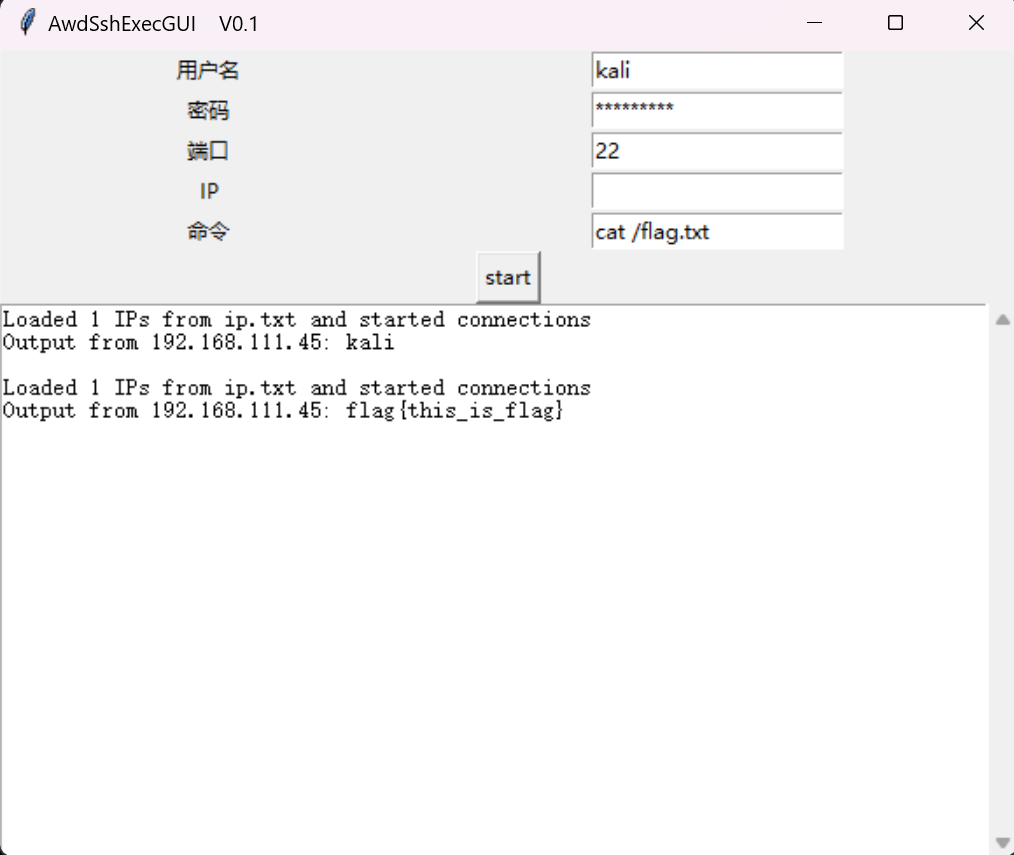 AwdSshExecGUI V0.1
用户名 kali
密码 *********
端口 22
IP
命令 cat /flag.txt
start
Loaded 1 IPs from ip.txt and started connections
Output from 192.168.111.45: kali
Loaded 1 IPs from ip.txt and started connections
Output from 192.168.111.45: flag{this_is_flag}